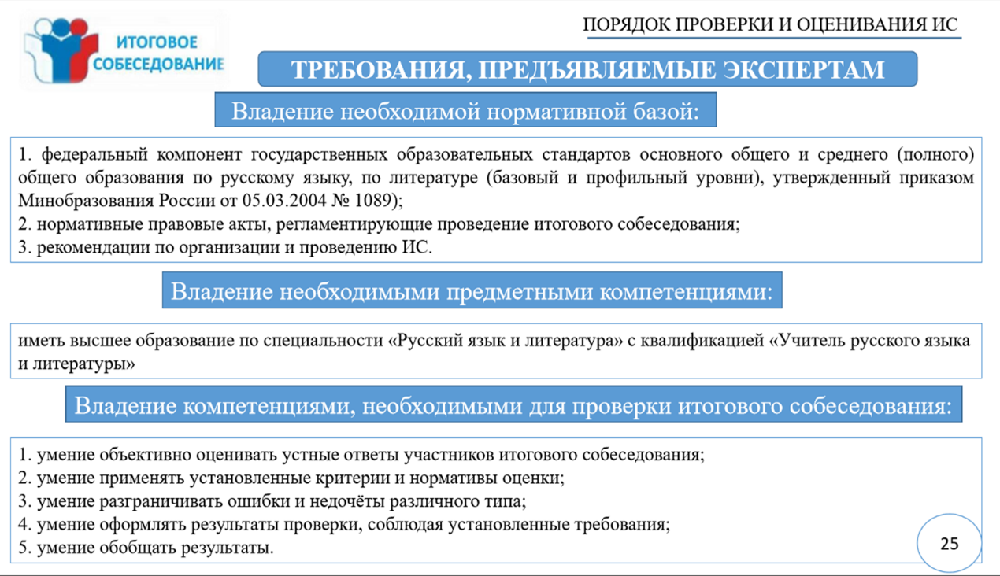 ПОРЯДОК ПРОВЕРКИ И ОЦЕНИВАНИЯ ИС
ИТОГОВОЕ
СОБЕСЕДОВАНИЕ
ТРЕБОВАНИЯ, ПРЕДЪЯВЛЯЕМЫЕ ЭКСПЕРТАМ
Владение необходимой нормативной базой:
1. федеральный компонент государственных образовательных стандартов основного общего и среднего (полного)
общего образования по русскому языку, по литературе (базовый и профильный уровни), утвержденный приказом
Минобразования России от 05.03.2004 № 1089);
2. нормативные правовые акты, регламентирующие проведение итогового собеседования;
3. рекомендации по организации и проведению ИС.
Владение необходимыми предметными компетенциями:
иметь высшее образование по специальности «Русский язык и литература» с квалификацией «Учитель русского языка
и литературы»
Владение компетенциями, необходимыми для проверки итогового собеседования:
1. умение объективно оценивать устные ответы участников итогового собеседования;
2. умение применять установленные критерии и нормативы оценки;
3. умение разграничивать ошибки и недочёты различного типа;
4. умение оформлять результаты проверки, соблюдая установленные требования;
5. умение обобщать результаты.
25